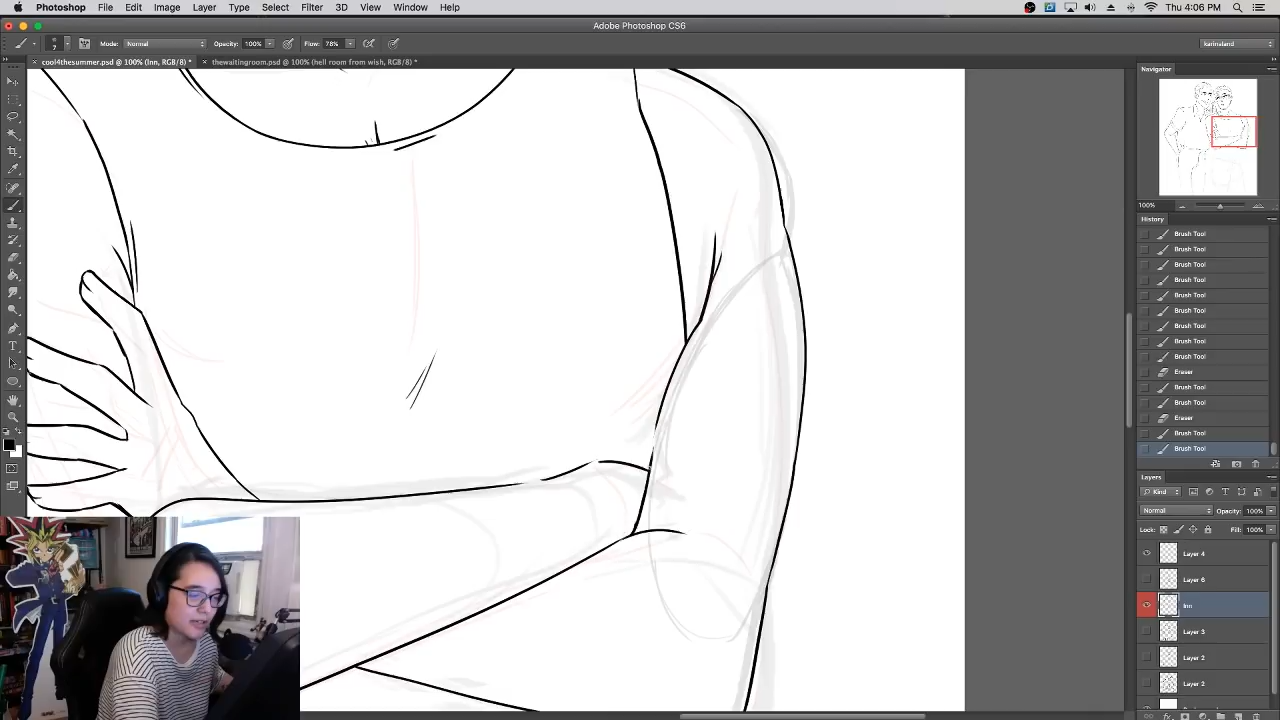 Photoshop File Edit Image Layer Type Select Filter 3D View Window Help
Thu 4:06 PM
Adobe Photoshop CS6
7 Mode: Normal Opacity: 100% Flow: 78% karinsland
cool4thesummer.psd @ 100% (lnn, RGB/8) * thewaitingroom.psd @ 100% (hell room from wish, RGB/8) *
Navigator
100%
History
Brush Tool
Brush Tool
Brush Tool
Brush Tool
Brush Tool
Brush Tool
Brush Tool
Brush Tool
Brush Tool
Eraser
Brush Tool
Brush Tool
Eraser
Brush Tool
Brush Tool
Layers
Kind
Normal Opacity: 100%
Lock: Fill: 100%
Layer 4
Layer 6
lnn
Layer 3
Layer 2
Layer 2